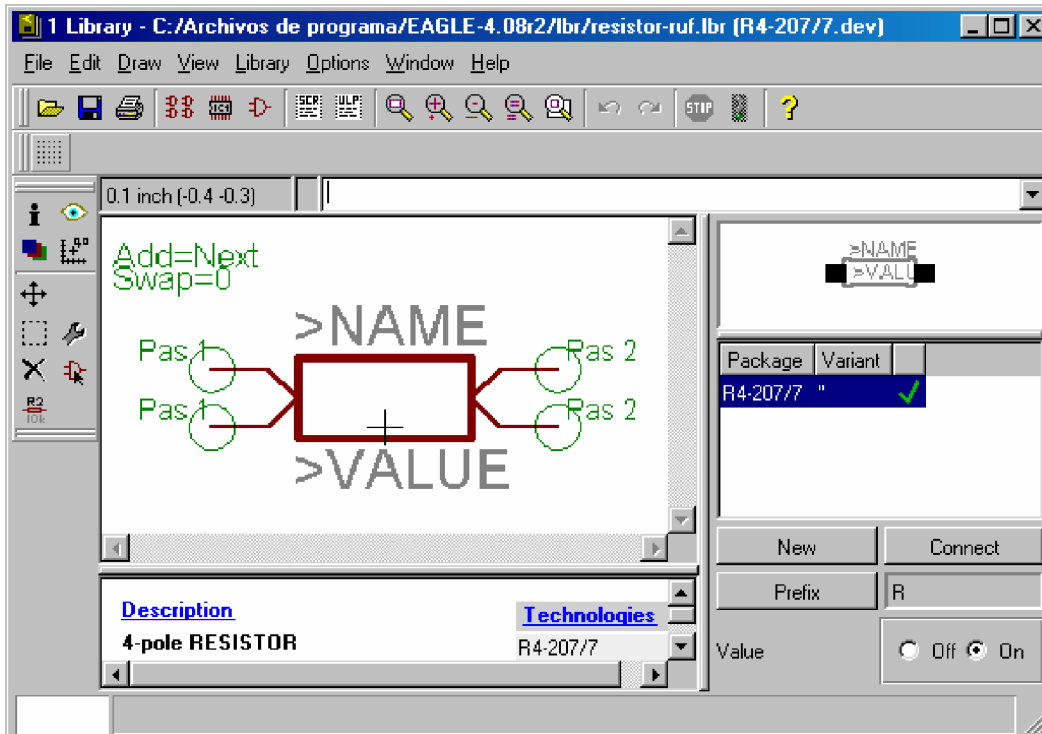 1 Library - C:/Archivos de programa/EAGLE-4.08r2/lbr/resistor-ruf.lbr (R4-207/7.dev)
File Edit Draw View Library Options Window Help
SCR ULP STOP ?
0.1 inch (-0.4 -0.3)
Add=Next
Swap=0
>NAME
Pas 1 Pas 2
Pas 1 Pas 2
>VALUE
R2
10k
>NAME
>VALU
Package Variant
R4-207/7 ''
New Connect
Prefix R
Value Off On
Description Technologies
4-pole RESISTOR R4-207/7